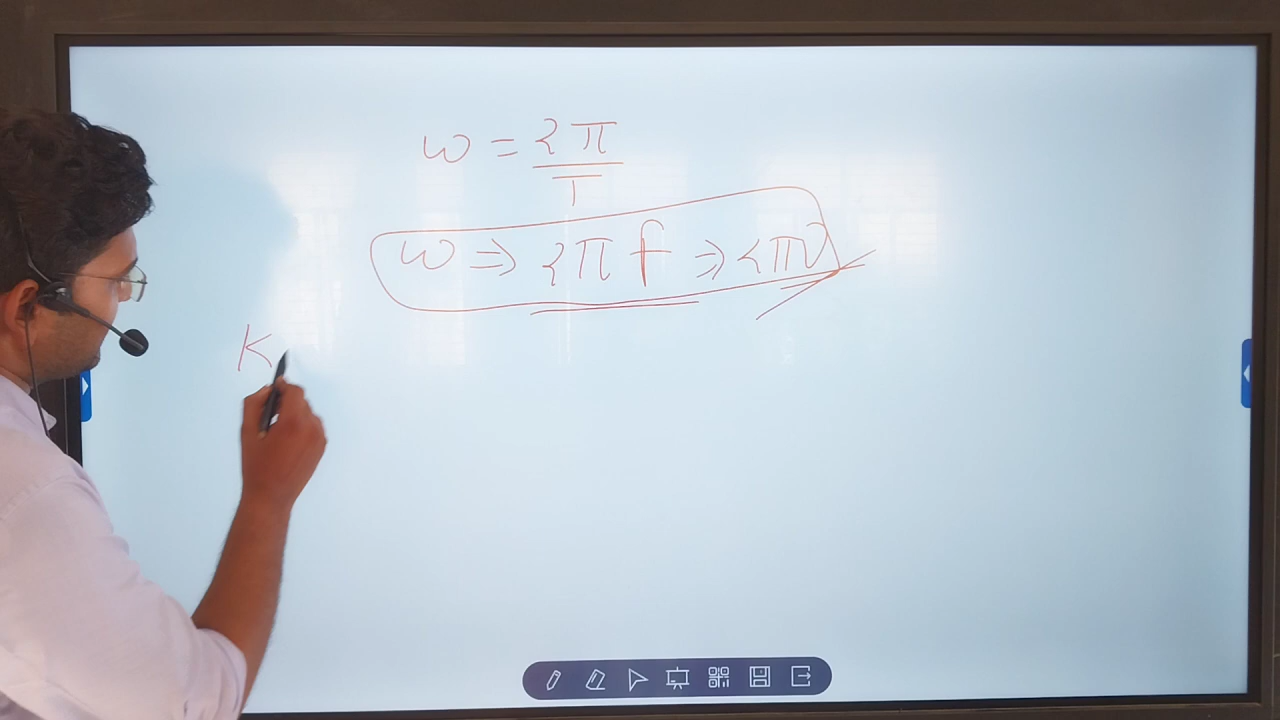 ω = 2π/T
ω ⇒ 2π f ⇒ 2πν
K